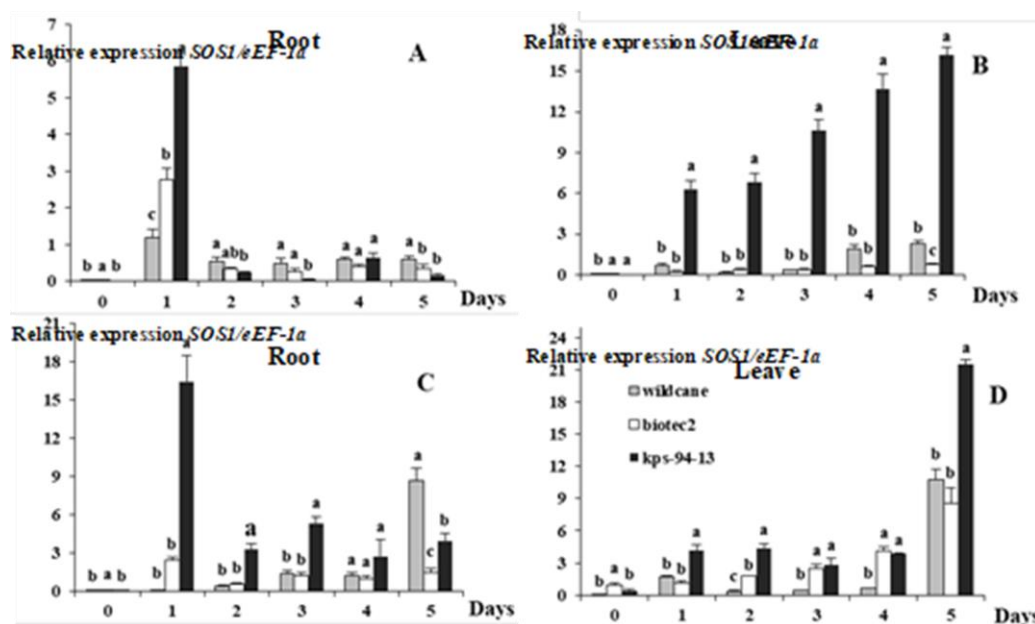 7
Relative expression SOS1/eEF-1a
Root
A
6
5
4
3
2
1
0
b a b
c b
a ab b
a a b
a a a
a b b
0 1 2 3 4 5 Days
18
Relative expression
B
15
12
9
6
3
0
b a a
b b a
b b a
b b a
b b a
b c a
0 1 2 3 4 5 Days
21
Relative expression SOS1/eEF-1a
Root
C
18
15
12
9
6
3
0
b a b
b b a
b b a
b b a
a a a
a c b
0 1 2 3 4 5 Days
24
Relative expression SOS1/eEF-1a
Leave
D
21
18
15
12
9
6
3
0
wildcane
biotec2
kps-94-13
b a b
b b a
c b a
b a a
b a a
b b a
0 1 2 3 4 5 Days